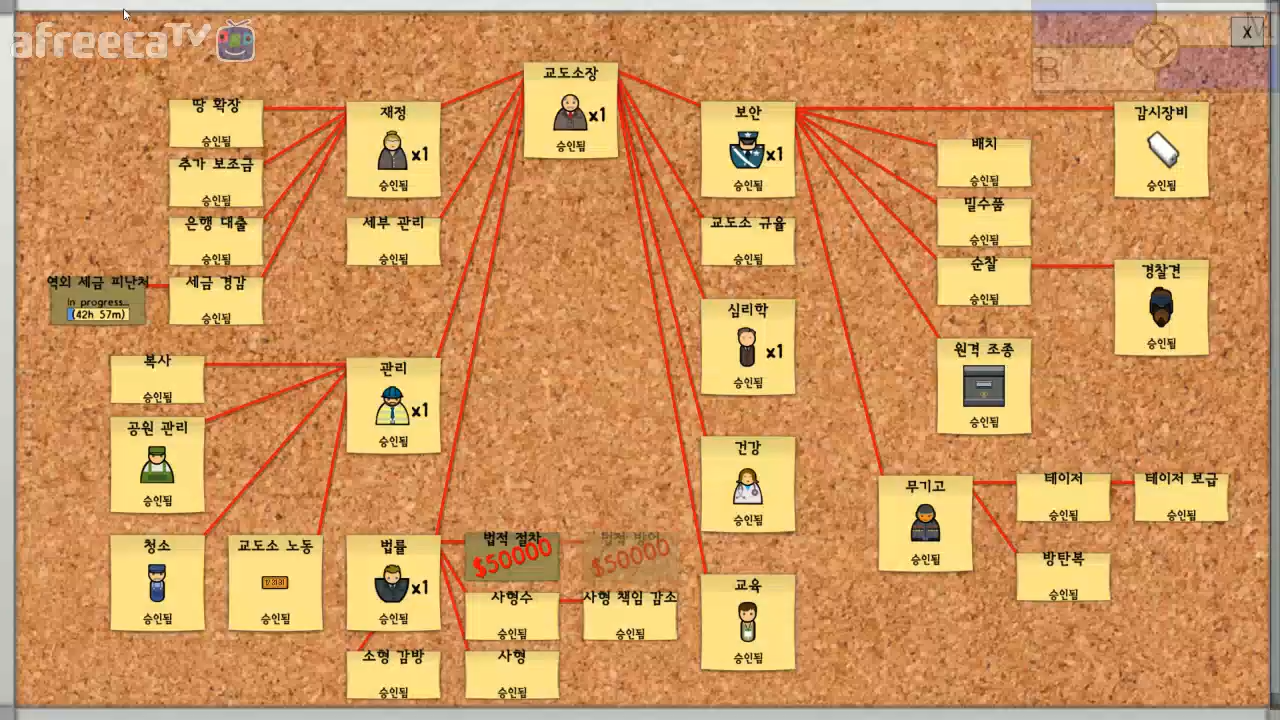 afreecaTV
X
B
교도소장
x1
승인됨
땅 확장
승인됨
재정
x1
승인됨
보안
x1
승인됨
감시장비
승인됨
배치
승인됨
추가 보조금
승인됨
밀수품
승인됨
은행 대출
승인됨
세부 관리
승인됨
교도소 규율
승인됨
순찰
승인됨
경찰견
승인됨
역외 세금 피난처
In progress...
(42h 57m)
세금 경감
승인됨
심리학
x1
승인됨
원격 조종
승인됨
복사
승인됨
관리
x1
승인됨
공원 관리
승인됨
건강
승인됨
무기고
승인됨
테이저
승인됨
테이저 보급
승인됨
청소
승인됨
교도소 노동
승인됨
법률
x1
승인됨
법적 절차
$50000
법적 방어
$50000
방탄복
승인됨
교육
승인됨
사형수
승인됨
사형 책임 감소
승인됨
소형 감방
승인됨
사형
승인됨